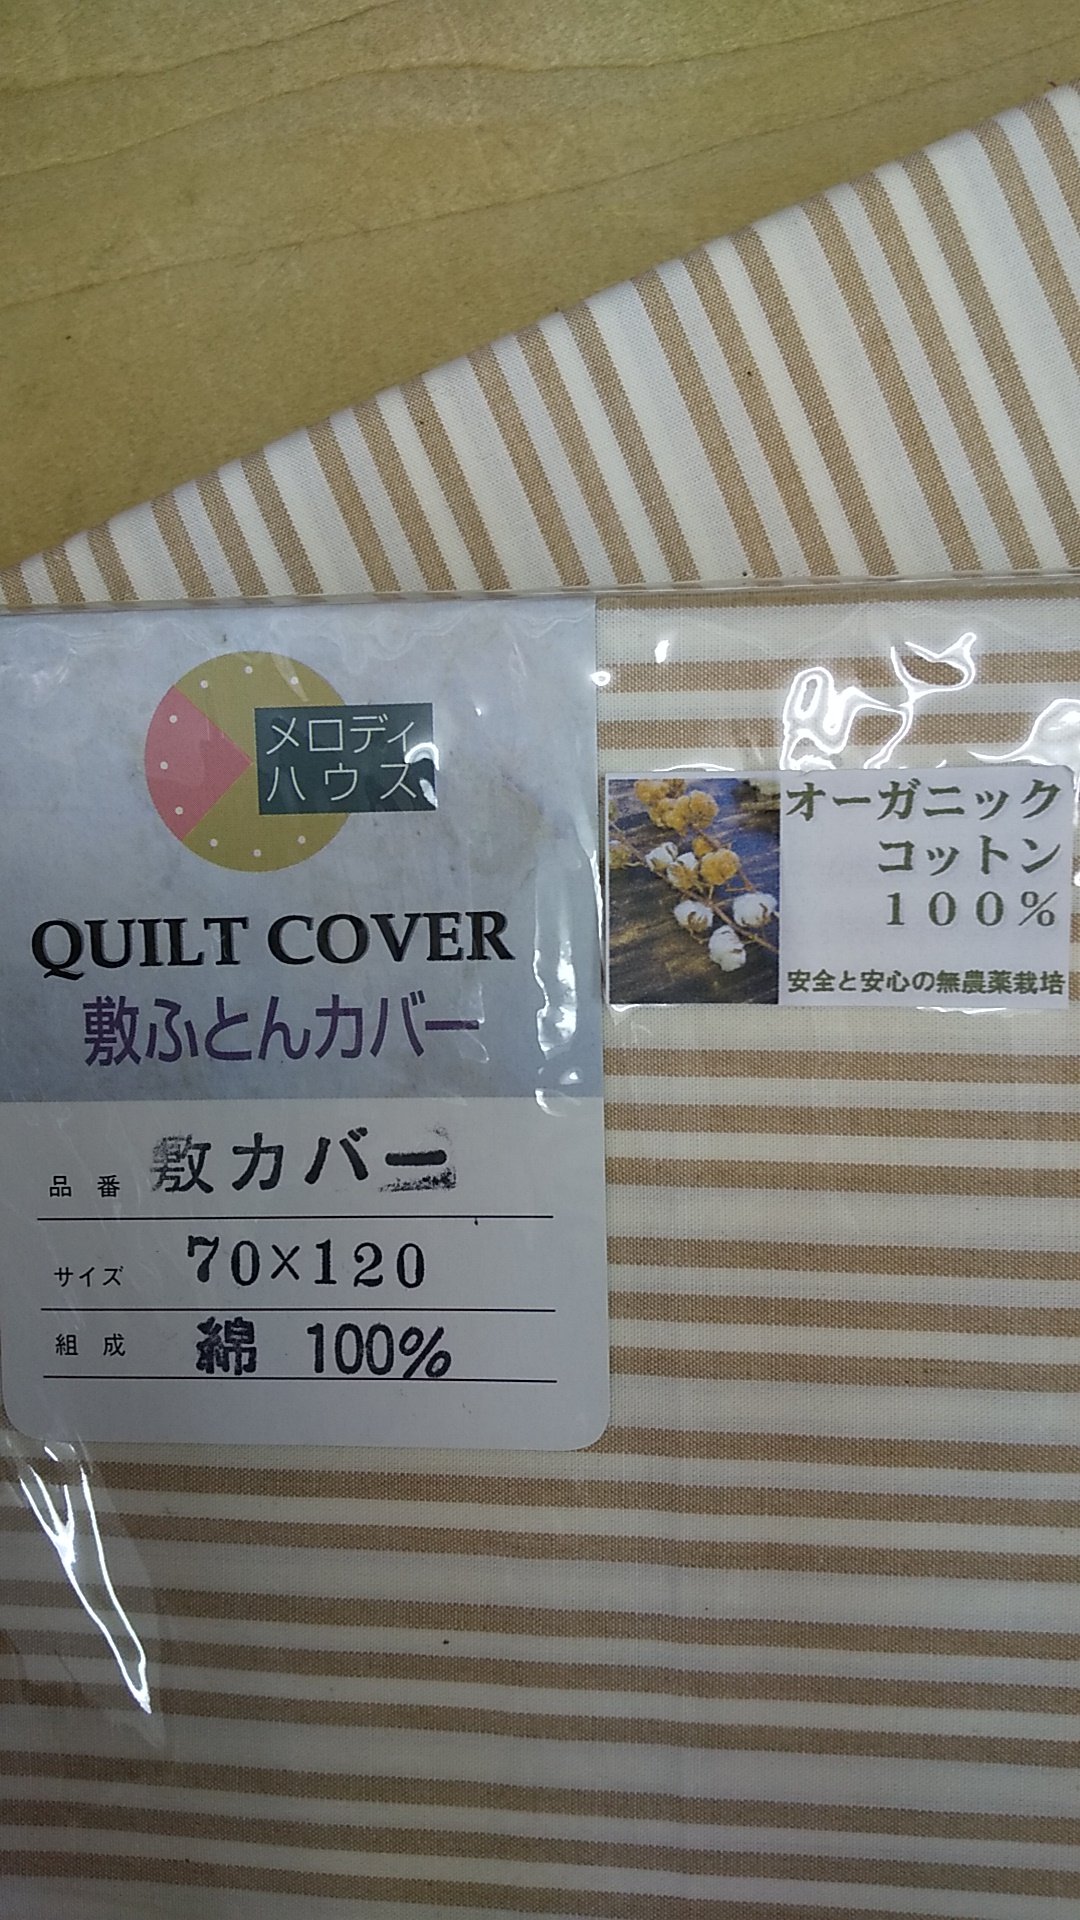 メロディ
ハウス
QUILT COVER
敷ふとんカバー
品番 敷カバー
サイズ 70×120
組成 綿 100%
オーガニック
コットン
100%
安全と安心の無農薬栽培